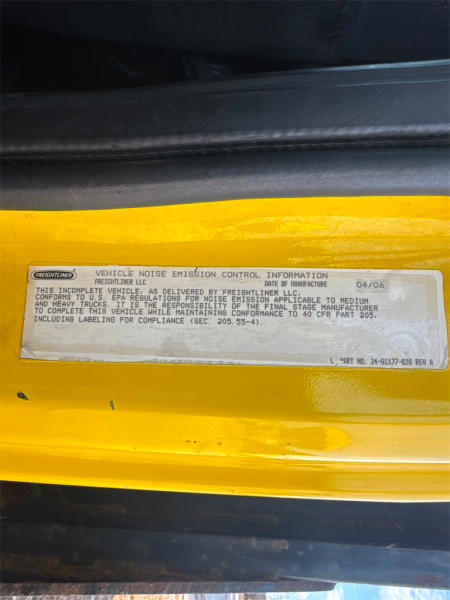 FREIGHTLINER
VEHICLE NOISE EMISSION CONTROL INFORMATION
FREIGHTLINER LLC DATE OF MANUFACTURE 04/06
THIS INCOMPLETE VEHICLE, AS DELIVERED BY FREIGHTLINER LLC,
CONFORMS TO U.S. EPA REGULATIONS FOR NOISE EMISSION APPLICABLE TO MEDIUM
AND HEAVY TRUCKS. IT IS THE RESPONSIBILITY OF THE FINAL STAGE MANUFACTURER
TO COMPLETE THIS VEHICLE WHILE MAINTAINING CONFORMANCE TO 40 CFR PART 205,
INCLUDING LABELING FOR COMPLIANCE (SEC. 205.55-4).
PART NO. 24-01177-020 REV A